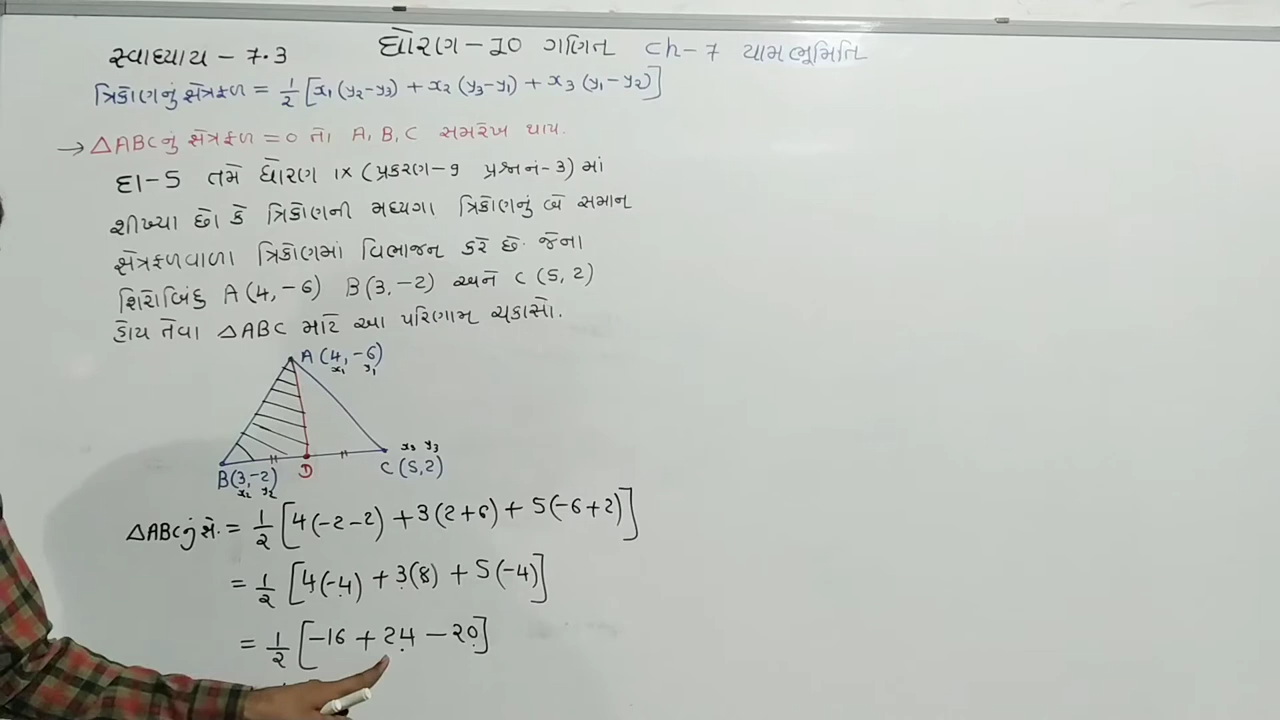 ધોરણ-10 ગણિત Ch-7 યામભૂમિતિ
સ્વાધ્યાય - 7.3
ત્રિકોણનું ક્ષેત્રફળ = 1/2 [x₁(y₂-y₃) + x₂(y₃-y₁) + x₃(y₁-y₂)]
→ △ABCનું ક્ષેત્રફળ = 0 તો A, B, C સમરેખ થાય.
દા-5 તમે ધોરણ IX (પ્રકરણ-9 પ્રશ્ન નં-3) માં
શીખ્યા છો કે ત્રિકોણની મધ્યગા ત્રિકોણનું બે સમાન
ક્ષેત્રફળવાળા ત્રિકોણમાં વિભાજન કરે છે. જેના
શિરોબિંદુ A(4,-6) B(3,-2) અને C(5,2)
હોય તેવા △ABC માટે આ પરિણામ ચકાસો.
A(4,-6)
x₁ y₁
x₃ y₃
B(3,-2) D C(5,2)
x₂ y₂
△ABCનું ક્ષે. = 1/2 [4(-2-2) + 3(2+6) + 5(-6+2)]
= 1/2 [4(-4) + 3(8) + 5(-4)]
= 1/2 [-16 + 24 - 20]